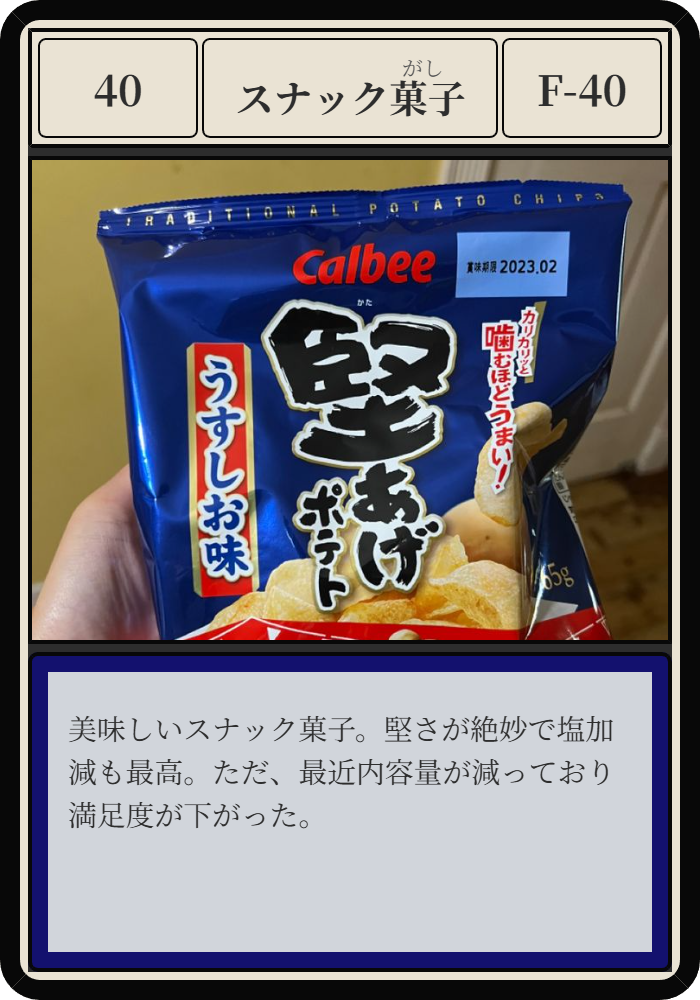 40
がし
スナック菓子
F-40
TRADITIONAL POTATO CHIPS
Calbee
賞味期限 2023.02
かた
堅あげ
ポテト
うすしお味
カリカリッと
噛むほどうまい!
65g
美味しいスナック菓子。堅さが絶妙で塩加
減も最高。ただ、最近内容量が減っており
満足度が下がった。